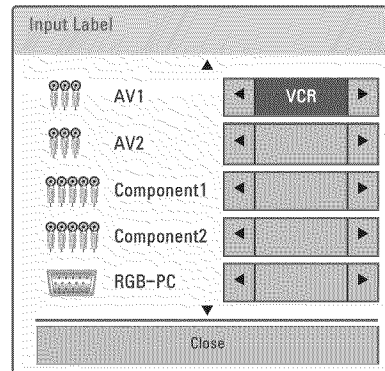 Input Label
AV1 VCR
AV2
Component1
Component2
RGB-PC
Close